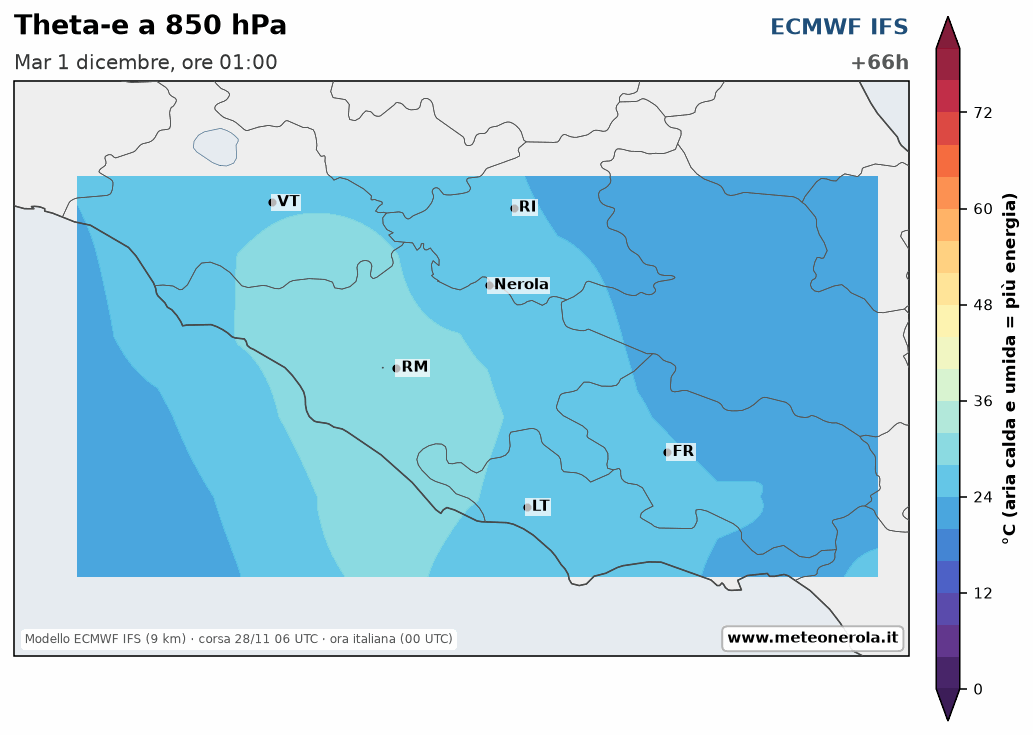 Theta-e a 850 hPa
ECMWF IFS
Mar 1 dicembre, ore 01:00
+66h
VT
RI
Nerola
RM
FR
LT
72
60
48
36
24
12
0
°C (aria calda e umida = più energia)
Modello ECMWF IFS (9 km) · corsa 28/11 06 UTC · ora italiana (00 UTC)
www.meteonerola.it